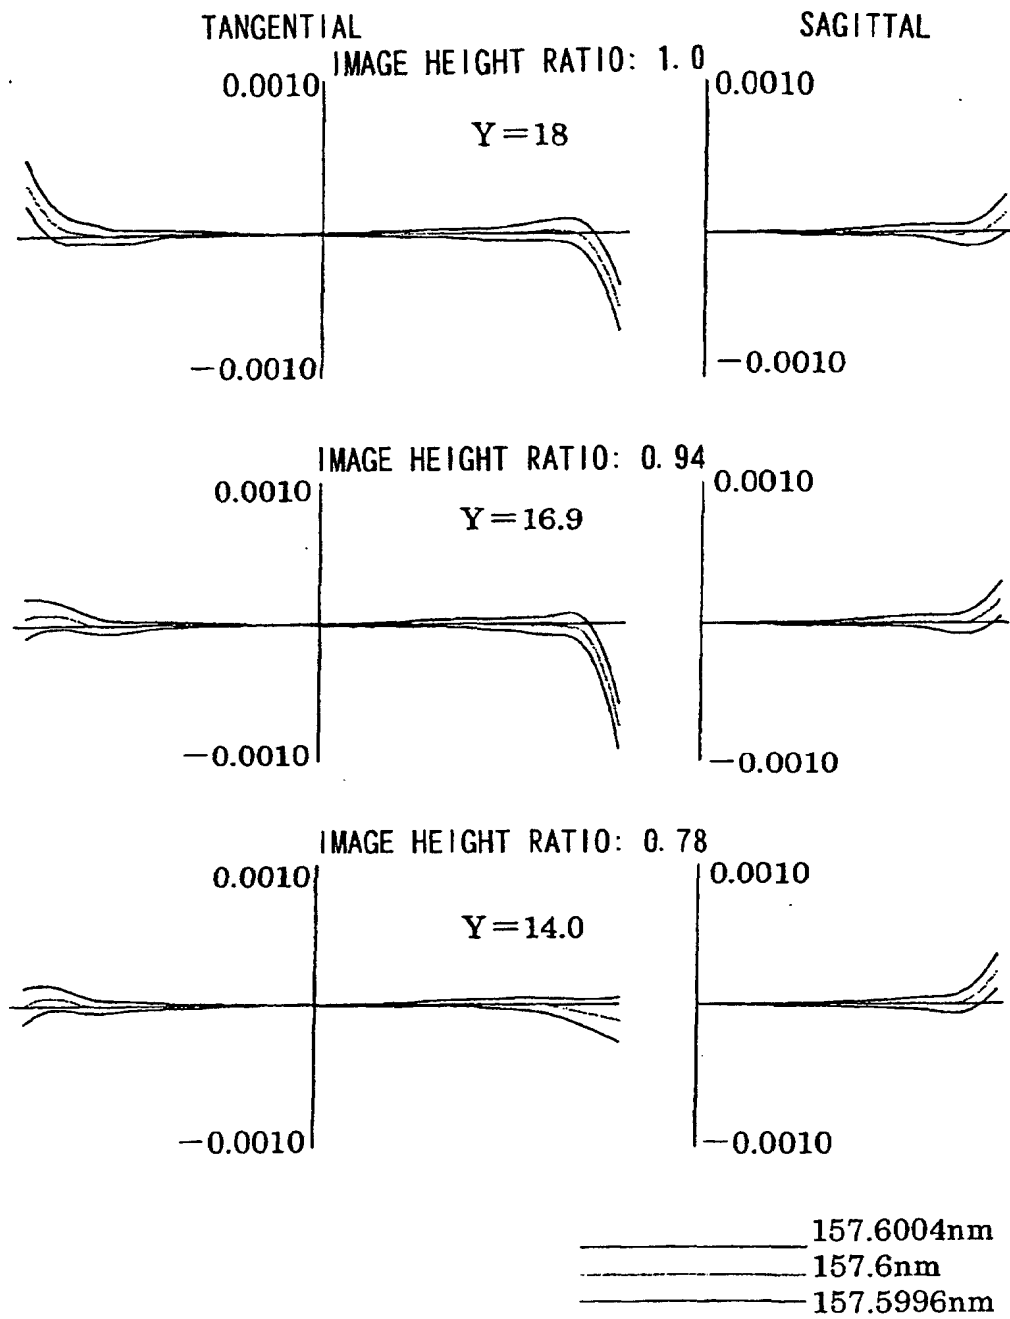 TANGENTIAL SAGITTAL
IMAGE HEIGHT RATIO: 1.0
0.0010 0.0010
Y=18
−0.0010 −0.0010
IMAGE HEIGHT RATIO: 0.94
0.0010 0.0010
Y=16.9
−0.0010 −0.0010
IMAGE HEIGHT RATIO: 0.78
0.0010 0.0010
Y=14.0
−0.0010 −0.0010
157.6004nm
157.6nm
157.5996nm